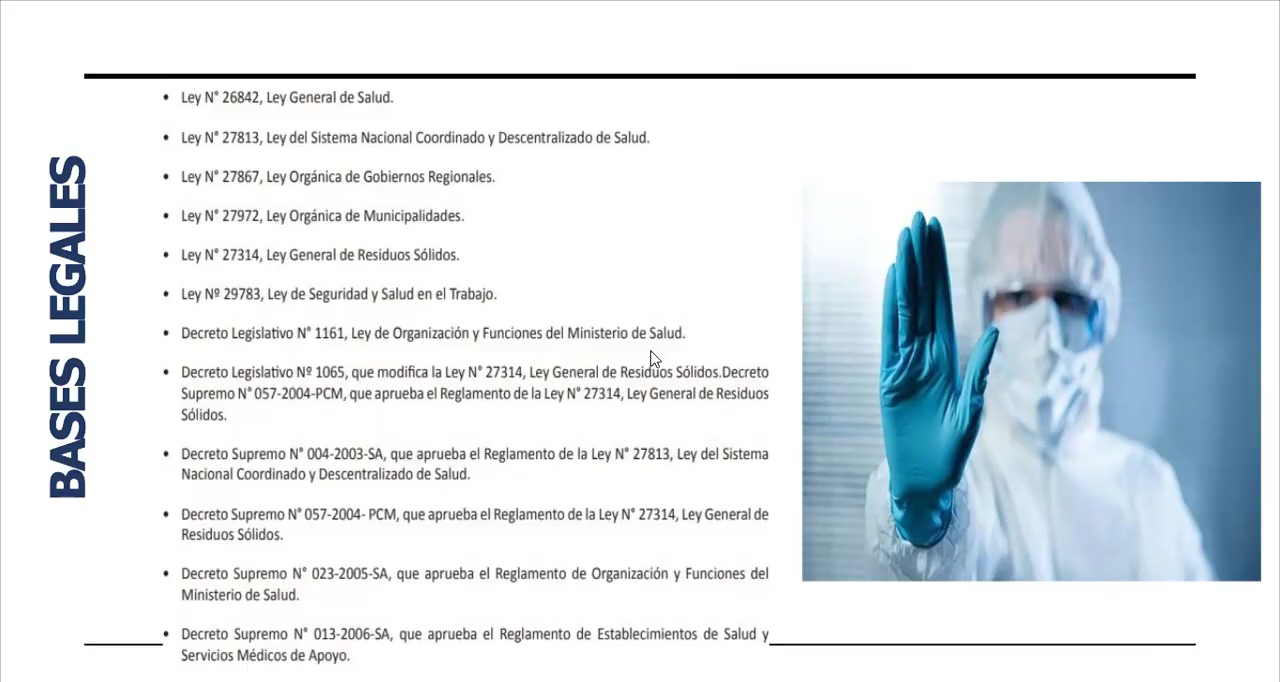 BASES LEGALES
• Ley N° 26842, Ley General de Salud.
• Ley N° 27813, Ley del Sistema Nacional Coordinado y Descentralizado de Salud.
• Ley N° 27867, Ley Orgánica de Gobiernos Regionales.
• Ley N° 27972, Ley Orgánica de Municipalidades.
• Ley N° 27314, Ley General de Residuos Sólidos.
• Ley Nº 29783, Ley de Seguridad y Salud en el Trabajo.
• Decreto Legislativo N° 1161, Ley de Organización y Funciones del Ministerio de Salud.
• Decreto Legislativo Nº 1065, que modifica la Ley N° 27314, Ley General de Residuos Sólidos.Decreto
Supremo N° 057-2004-PCM, que aprueba el Reglamento de la Ley N° 27314, Ley General de Residuos
Sólidos.
• Decreto Supremo N° 004-2003-SA, que aprueba el Reglamento de la Ley N° 27813, Ley del Sistema
Nacional Coordinado y Descentralizado de Salud.
• Decreto Supremo N° 057-2004- PCM, que aprueba el Reglamento de la Ley N° 27314, Ley General de
Residuos Sólidos.
• Decreto Supremo N° 023-2005-SA, que aprueba el Reglamento de Organización y Funciones del
Ministerio de Salud.
• Decreto Supremo N° 013-2006-SA, que aprueba el Reglamento de Establecimientos de Salud y
Servicios Médicos de Apoyo.